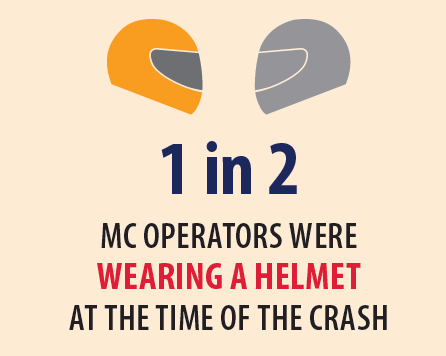 1 in 2
MC OPERATORS WERE
WEARING A HELMET
AT THE TIME OF THE CRASH